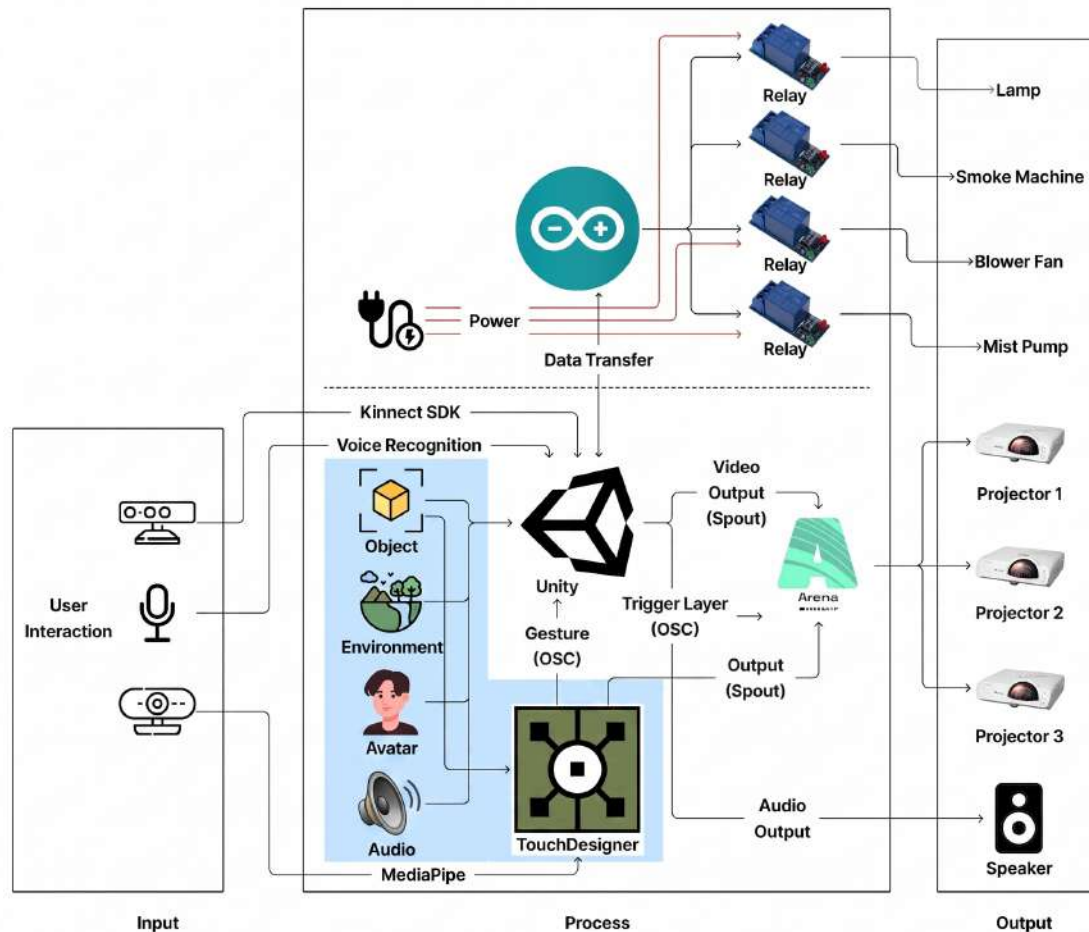 Relay
Lamp
Relay
Smoke Machine
Relay
Blower Fan
Power
Relay
Mist Pump
Data Transfer
Kinnect SDK
Voice Recognition
User
Interaction
Object
Environment
Avatar
Audio
MediaPipe
Unity
Gesture
(OSC)
TouchDesigner
Video
Output
(Spout)
Trigger Layer
(OSC)
Output
(Spout)
Arena
Audio
Output
Projector 1
Projector 2
Projector 3
Speaker
Input
Process
Output